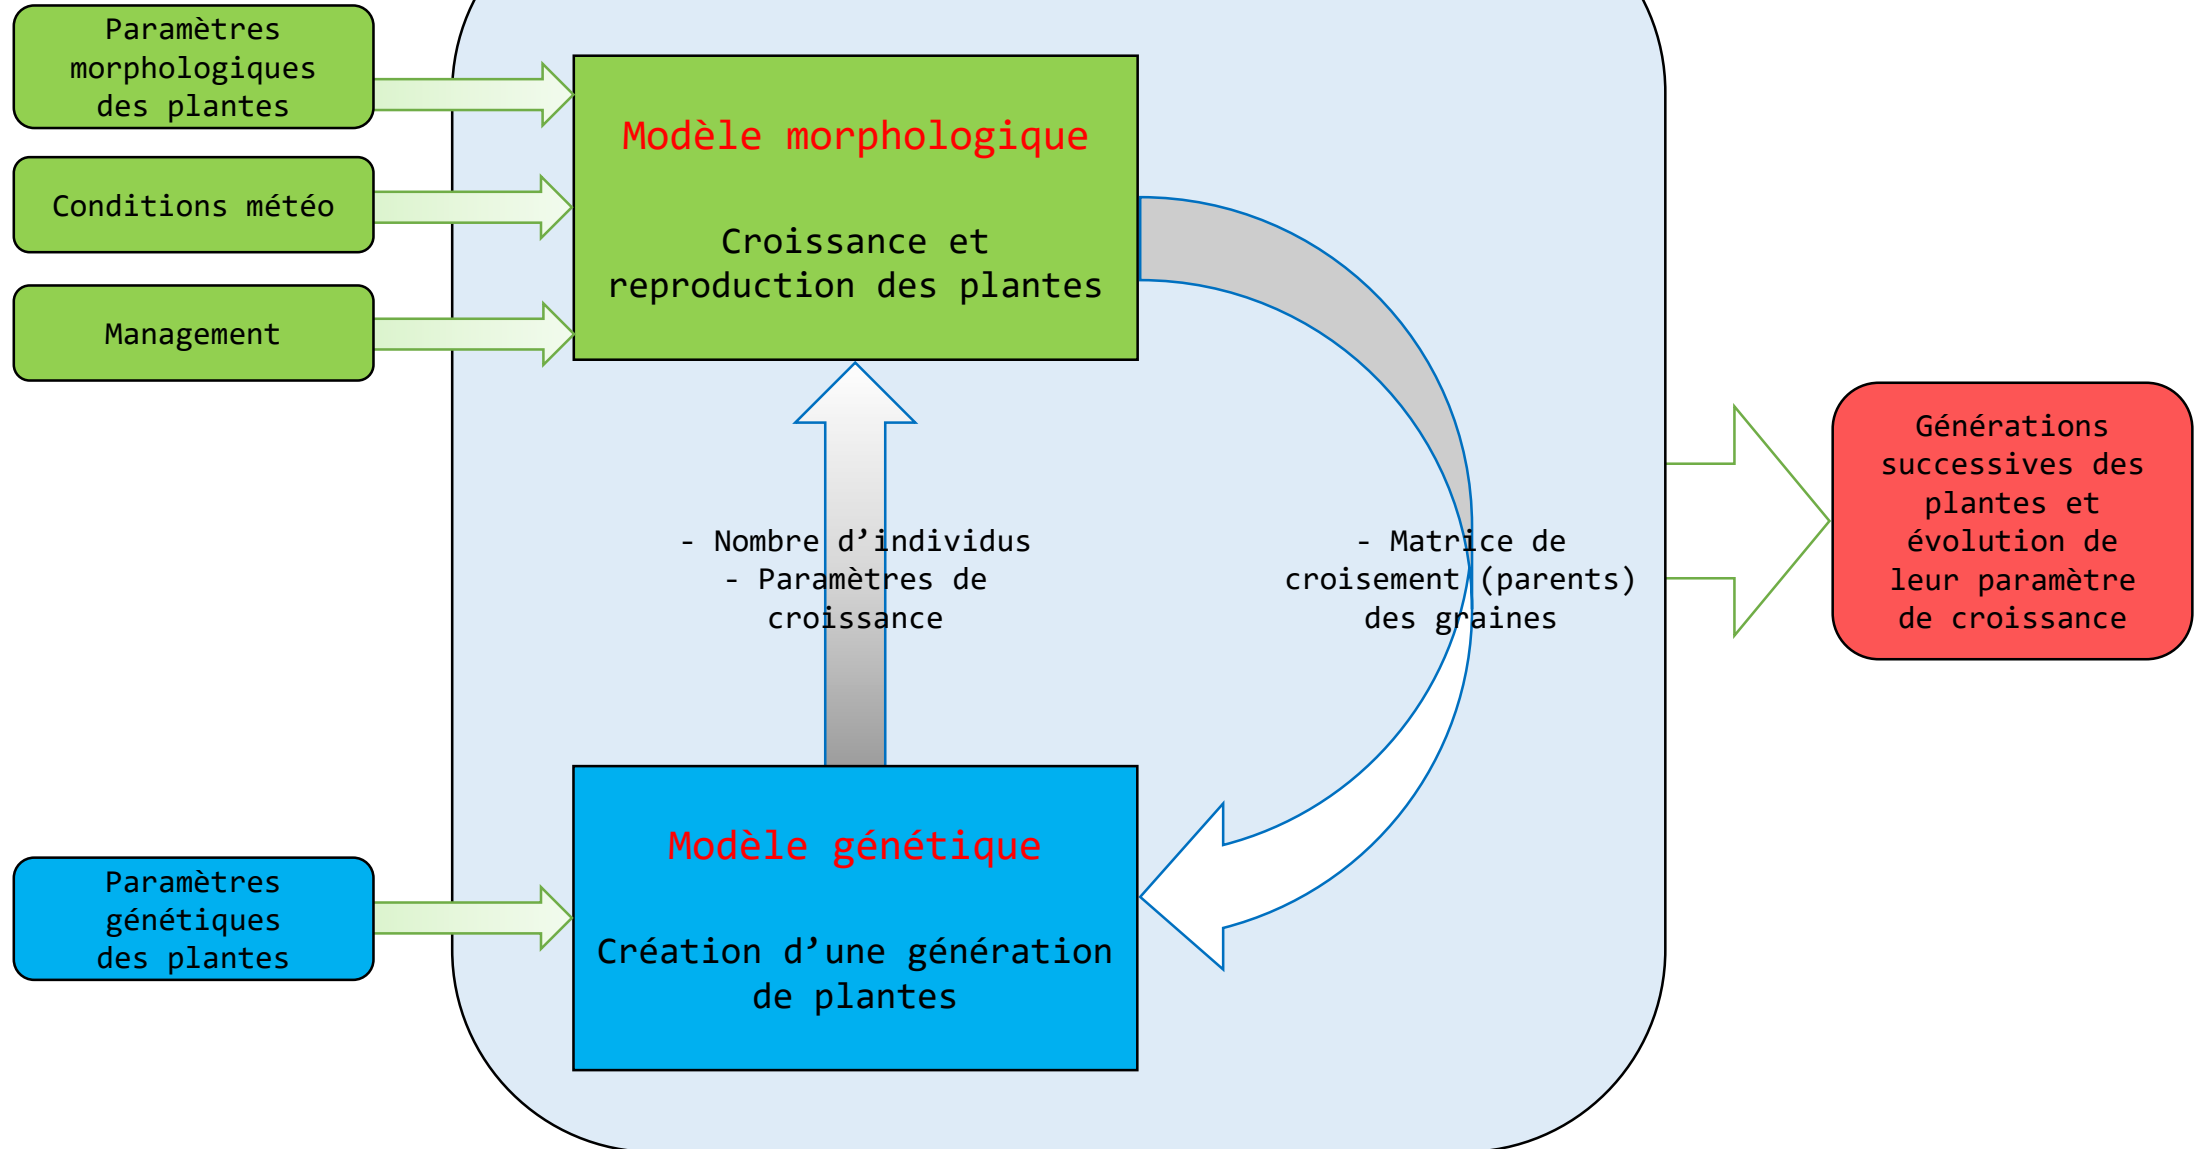 Paramètres
morphologiques
des plantes
Conditions météo
Management
Modèle morphologique
Croissance et
reproduction des plantes
- Nombre d’individus
- Paramètres de
croissance
- Matrice de
croisement (parents)
des graines
Générations
successives des
plantes et
évolution de
leur paramètre
de croissance
Paramètres
génétiques
des plantes
Modèle génétique
Création d’une génération
de plantes